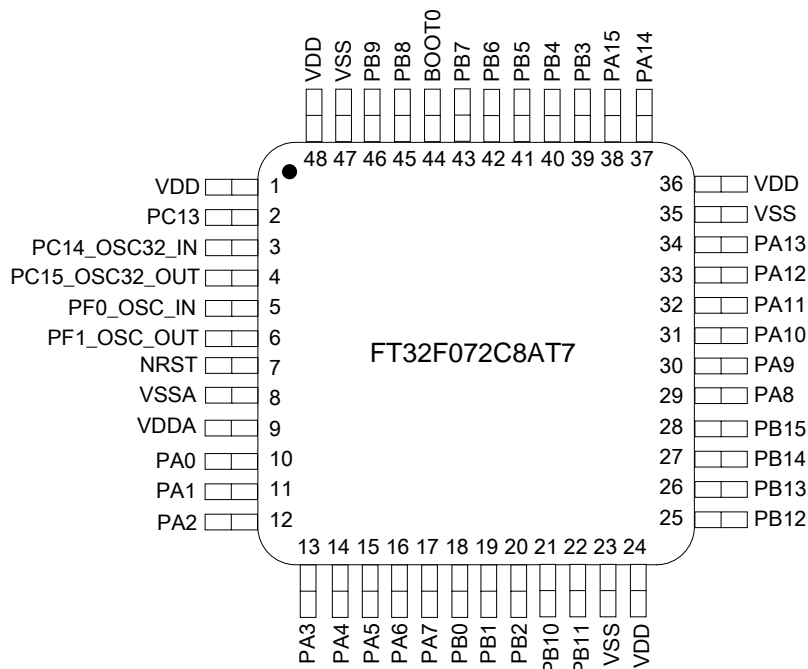 VDD VSS PB9 PB8 BOOT0 PB7 PB6 PB5 PB4 PB3 PA15 PA14
48 47 46 45 44 43 42 41 40 39 38 37
VDD 1
PC13 2
PC14_OSC32_IN 3
PC15_OSC32_OUT 4
PF0_OSC_IN 5
PF1_OSC_OUT 6
NRST 7
VSSA 8
VDDA 9
PA0 10
PA1 11
PA2 12
FT32F072C8AT7
36 VDD
35 VSS
34 PA13
33 PA12
32 PA11
31 PA10
30 PA9
29 PA8
28 PB15
27 PB14
26 PB13
25 PB12
13 14 15 16 17 18 19 20 21 22 23 24
PA3 PA4 PA5 PA6 PA7 PB0 PB1 PB2 PB10 PB11 VSS VDD